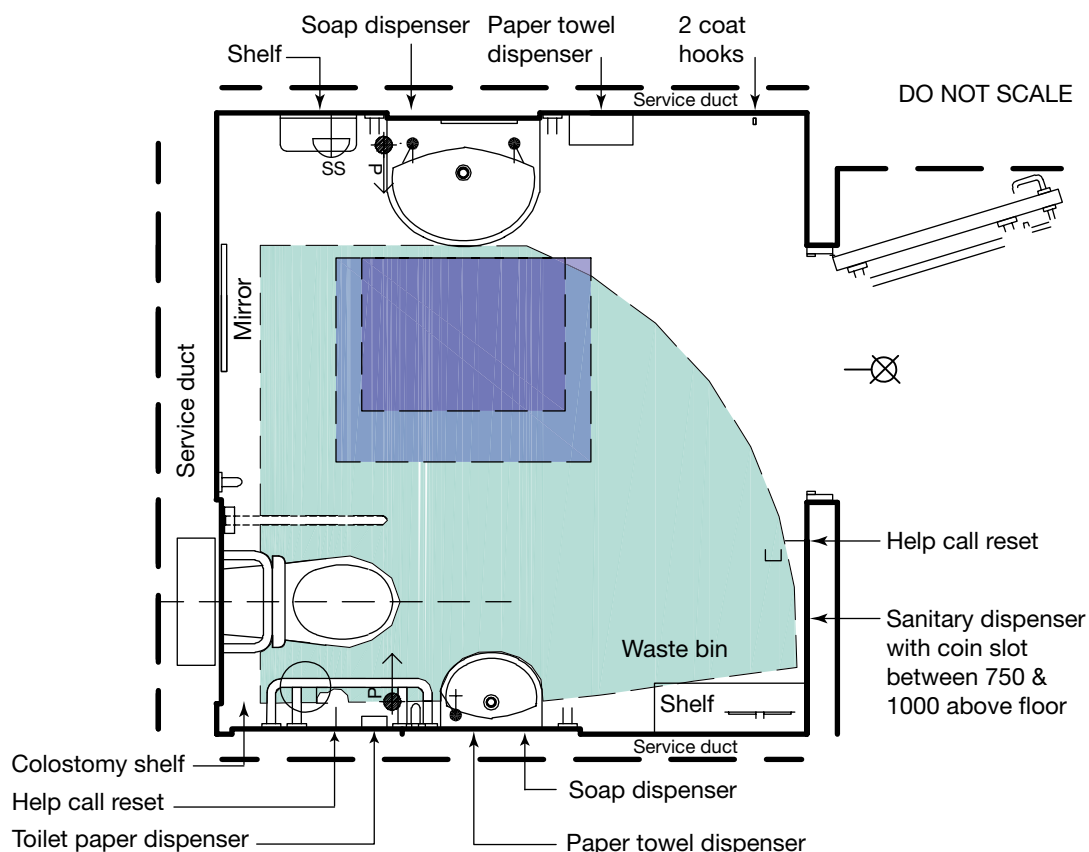 Soap dispenser
Paper towel
dispenser
2 coat
hooks
Shelf
DO NOT SCALE
Service duct
SS
P
Mirror
Service duct
Help call reset
Sanitary dispenser
with coin slot
between 750 &
1000 above floor
Waste bin
P
Shelf
Service duct
Colostomy shelf
Soap dispenser
Help call reset
Toilet paper dispenser
Paper towel dispenser